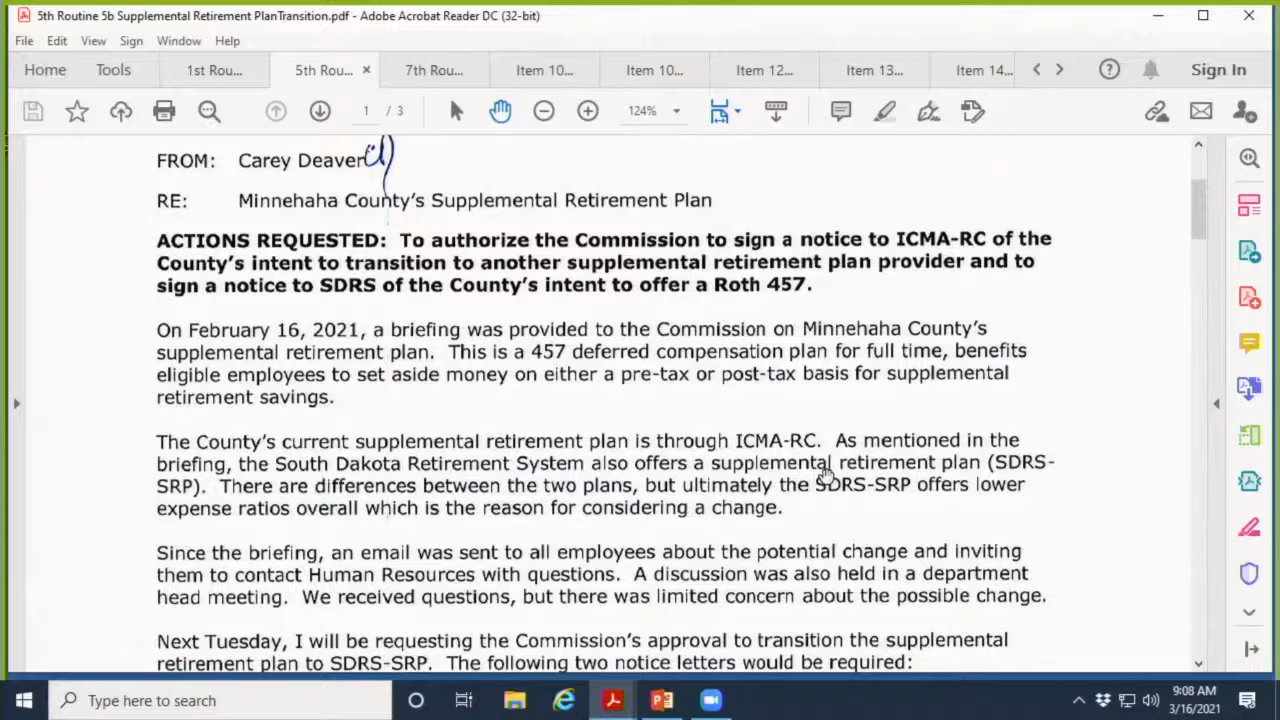 5th Routine 5b Supplemental Retirement PlanTransition.pdf - Adobe Acrobat Reader DC (32-bit)
File Edit View Sign Window Help
Home Tools 1st Rou... 5th Rou... × 7th Rou... Item 10... Item 10... Item 12... Item 13... Item 14... Sign In
1 / 3 124%
FROM: Carey Deaver
RE: Minnehaha County's Supplemental Retirement Plan
ACTIONS REQUESTED: To authorize the Commission to sign a notice to ICMA-RC of the
County's intent to transition to another supplemental retirement plan provider and to
sign a notice to SDRS of the County's intent to offer a Roth 457.
On February 16, 2021, a briefing was provided to the Commission on Minnehaha County's
supplemental retirement plan. This is a 457 deferred compensation plan for full time, benefits
eligible employees to set aside money on either a pre-tax or post-tax basis for supplemental
retirement savings.
The County's current supplemental retirement plan is through ICMA-RC. As mentioned in the
briefing, the South Dakota Retirement System also offers a supplemental retirement plan (SDRS-
SRP). There are differences between the two plans, but ultimately the SDRS-SRP offers lower
expense ratios overall which is the reason for considering a change.
Since the briefing, an email was sent to all employees about the potential change and inviting
them to contact Human Resources with questions. A discussion was also held in a department
head meeting. We received questions, but there was limited concern about the possible change.
Next Tuesday, I will be requesting the Commission's approval to transition the supplemental
retirement plan to SDRS-SRP. The following two notice letters would be required:
Type here to search
9:08 AM
3/16/2021